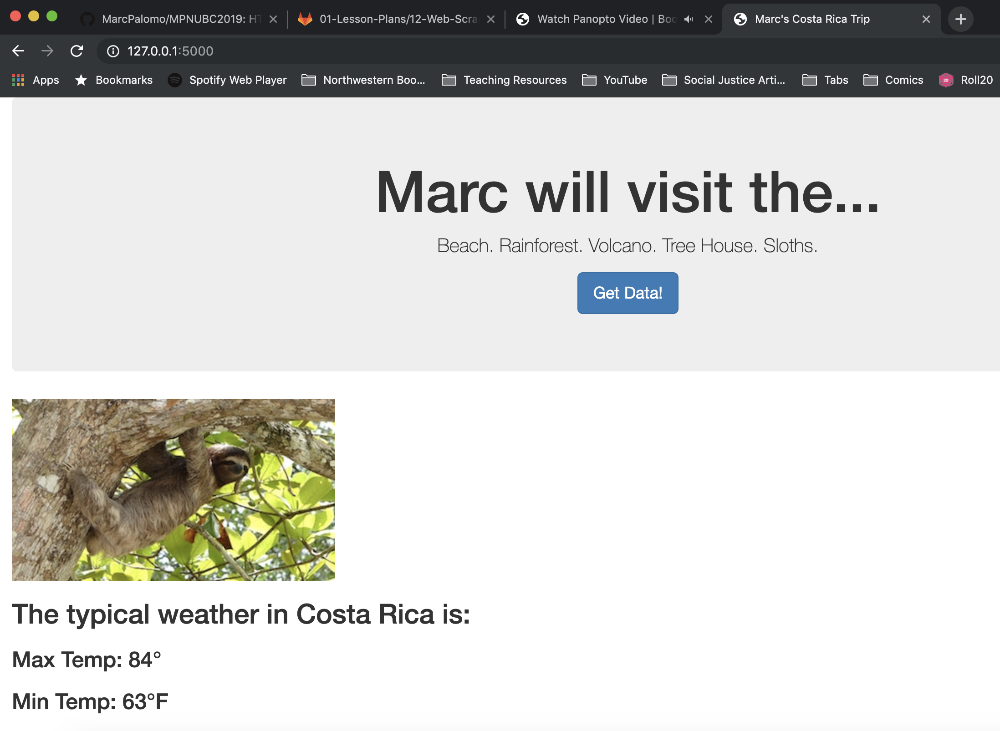 MarcPalomo/MPNUBC2019: HT
01-Lesson-Plans/12-Web-Scra
Watch Panopto Video | Boo
Marc's Costa Rica Trip
127.0.0.1:5000
Apps
Bookmarks
Spotify Web Player
Northwestern Boo...
Teaching Resources
YouTube
Social Justice Arti...
Tabs
Comics
Roll20
Marc will visit the...
Beach. Rainforest. Volcano. Tree House. Sloths.
Get Data!
The typical weather in Costa Rica is:
Max Temp: 84°
Min Temp: 63°F